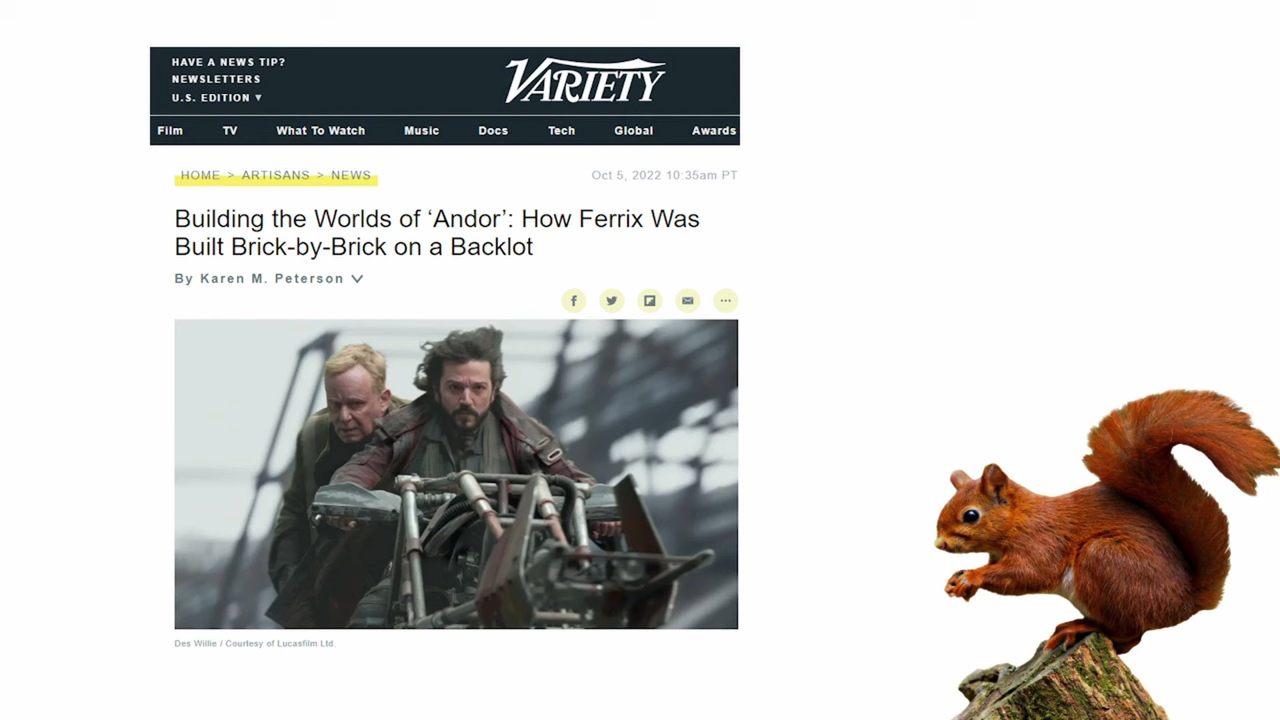 HAVE A NEWS TIP?
NEWSLETTERS
U.S. EDITION ▼
VARIETY
Film TV What To Watch Music Docs Tech Global Awards
HOME > ARTISANS > NEWS
Oct 5, 2022 10:35am PT
Building the Worlds of ‘Andor’: How Ferrix Was
Built Brick-by-Brick on a Backlot
By Karen M. Peterson
Des Willie / Courtesy of Lucasfilm Ltd.